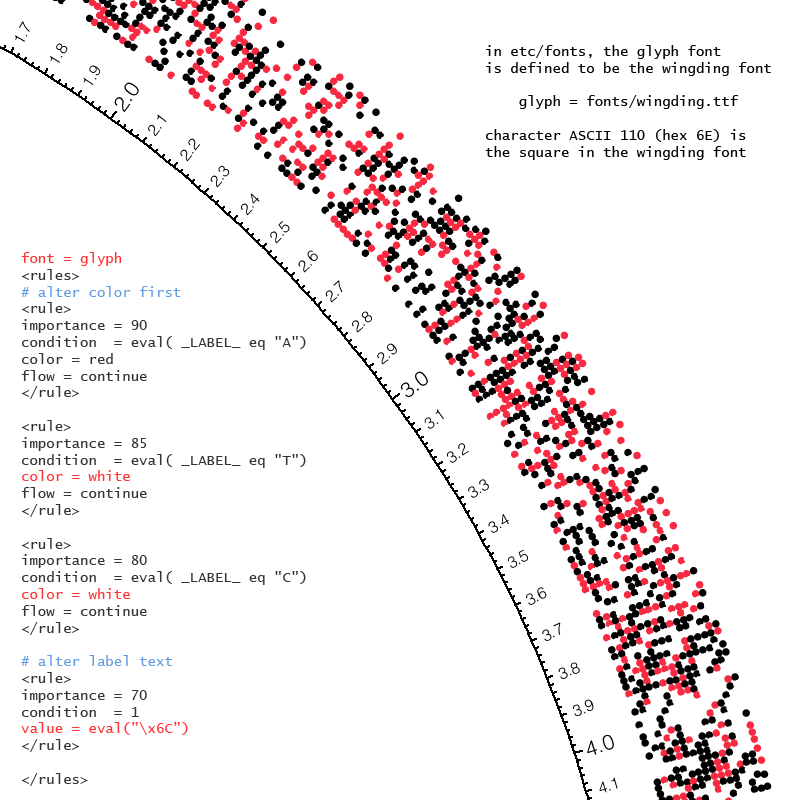 in etc/fonts, the glyph font
is defined to be the wingding font
glyph = fonts/wingding.ttf
character ASCII 110 (hex 6E) is
the square in the wingding font
1.7
1.8
1.9
2.0
2.1
2.2
2.3
2.4
2.5
2.6
2.7
2.8
2.9
3.0
3.1
3.2
3.3
3.4
3.5
3.6
3.7
3.8
3.9
4.0
4.1
font = glyph
<rules>
# alter color first
<rule>
importance = 90
condition  = eval( _LABEL_ eq "A")
color = red
flow = continue
</rule>
<rule>
importance = 85
condition  = eval( _LABEL_ eq "T")
color = white
flow = continue
</rule>
<rule>
importance = 80
condition  = eval( _LABEL_ eq "C")
color = white
flow = continue
</rule>
# alter label text
<rule>
importance = 70
condition  = 1
value = eval("\x6C")
</rule>
</rules>